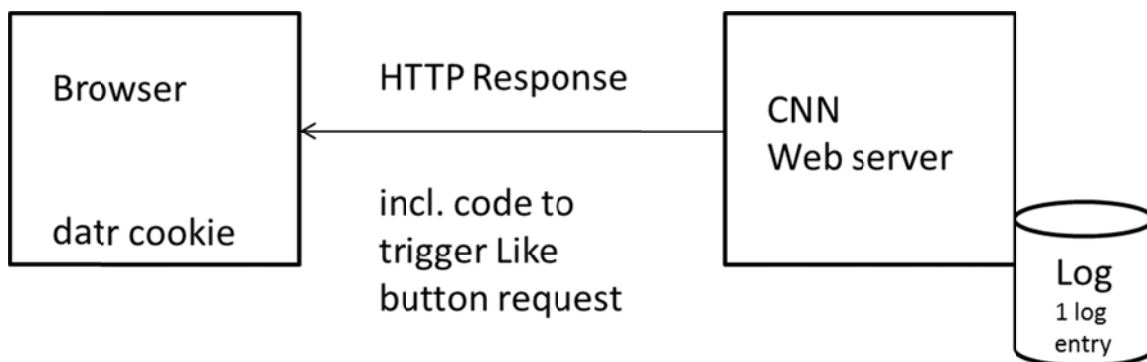 Browser
datr cookie
HTTP Response
incl. code to
trigger Like
button request
CNN
Web server
Log
1 log
entry